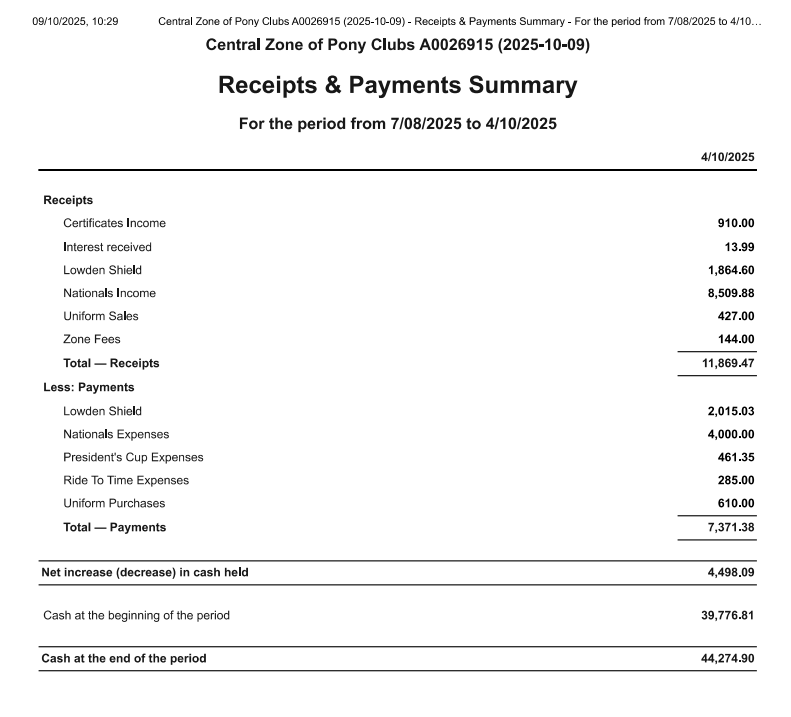 09/10/2025, 10:29 Central Zone of Pony Clubs A0026915 (2025-10-09) - Receipts & Payments Summary - For the period from 7/08/2025 to 4/10…
Central Zone of Pony Clubs A0026915 (2025-10-09)
Receipts & Payments Summary
For the period from 7/08/2025 to 4/10/2025
4/10/2025
Receipts
Certificates Income 910.00
Interest received 13.99
Lowden Shield 1,864.60
Nationals Income 8,509.88
Uniform Sales 427.00
Zone Fees 144.00
Total — Receipts 11,869.47
Less: Payments
Lowden Shield 2,015.03
Nationals Expenses 4,000.00
President's Cup Expenses 461.35
Ride To Time Expenses 285.00
Uniform Purchases 610.00
Total — Payments 7,371.38
Net increase (decrease) in cash held 4,498.09
Cash at the beginning of the period 39,776.81
Cash at the end of the period 44,274.90